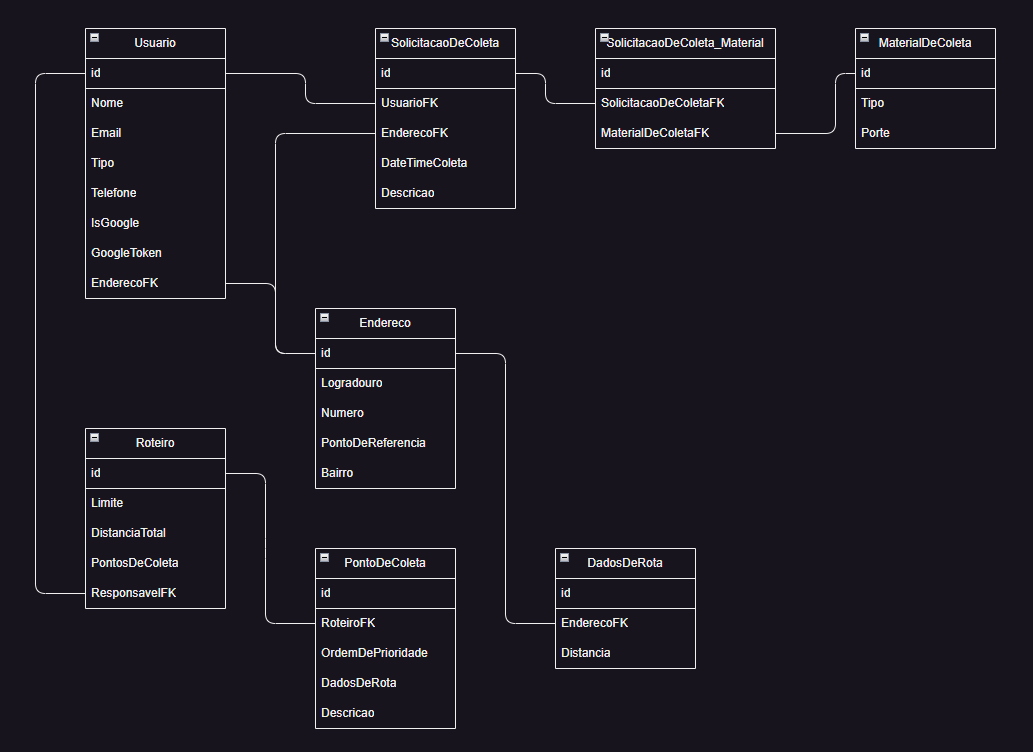 Usuario
id
Nome
Email
Tipo
Telefone
IsGoogle
GoogleToken
EnderecoFK
SolicitacaoDeColeta
id
UsuarioFK
EnderecoFK
DateTimeColeta
Descricao
SolicitacaoDeColeta_Material
id
SolicitacaoDeColetaFK
MaterialDeColetaFK
MaterialDeColeta
id
Tipo
Porte
Endereco
id
Logradouro
Numero
PontoDeReferencia
Bairro
Roteiro
id
Limite
DistanciaTotal
PontosDeColeta
ResponsavelFK
PontoDeColeta
id
RoteiroFK
OrdemDePrioridade
DadosDeRota
Descricao
DadosDeRota
id
EnderecoFK
Distancia